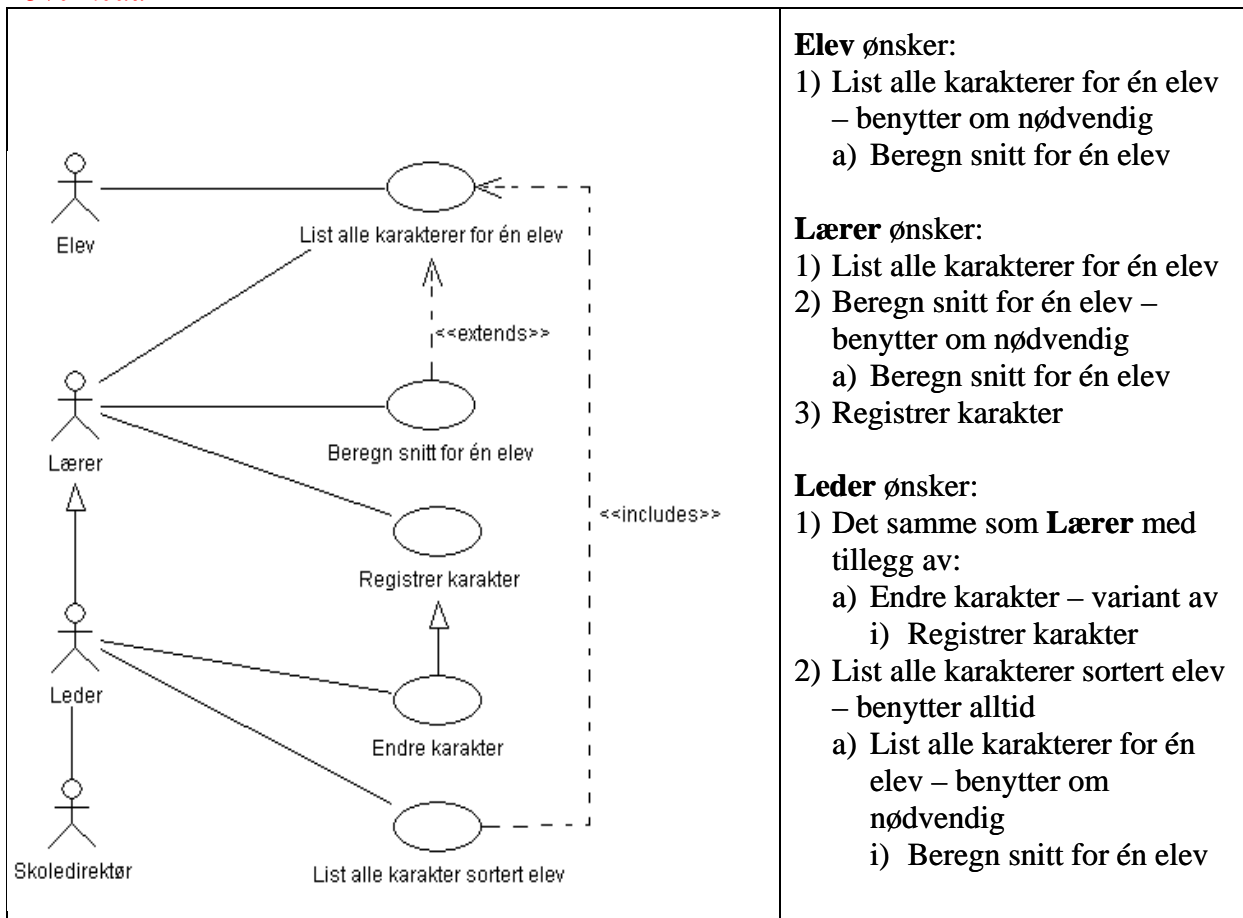 Elev
List alle karakterer for én elev
<<extends>>
Lærer
Beregn snitt for én elev
<<includes>>
Registrer karakter
Leder
Endre karakter
Skoledirektør
List alle karakter sortert elev
Elev ønsker:
1) List alle karakterer for én elev
– benytter om nødvendig
a) Beregn snitt for én elev
Lærer ønsker:
1) List alle karakterer for én elev
2) Beregn snitt for én elev –
benytter om nødvendig
a) Beregn snitt for én elev
3) Registrer karakter
Leder ønsker:
1) Det samme som Lærer med
tillegg av:
a) Endre karakter – variant av
i) Registrer karakter
2) List alle karakterer sortert elev
– benytter alltid
a) List alle karakterer for én
elev – benytter om
nødvendig
i) Beregn snitt for én elev